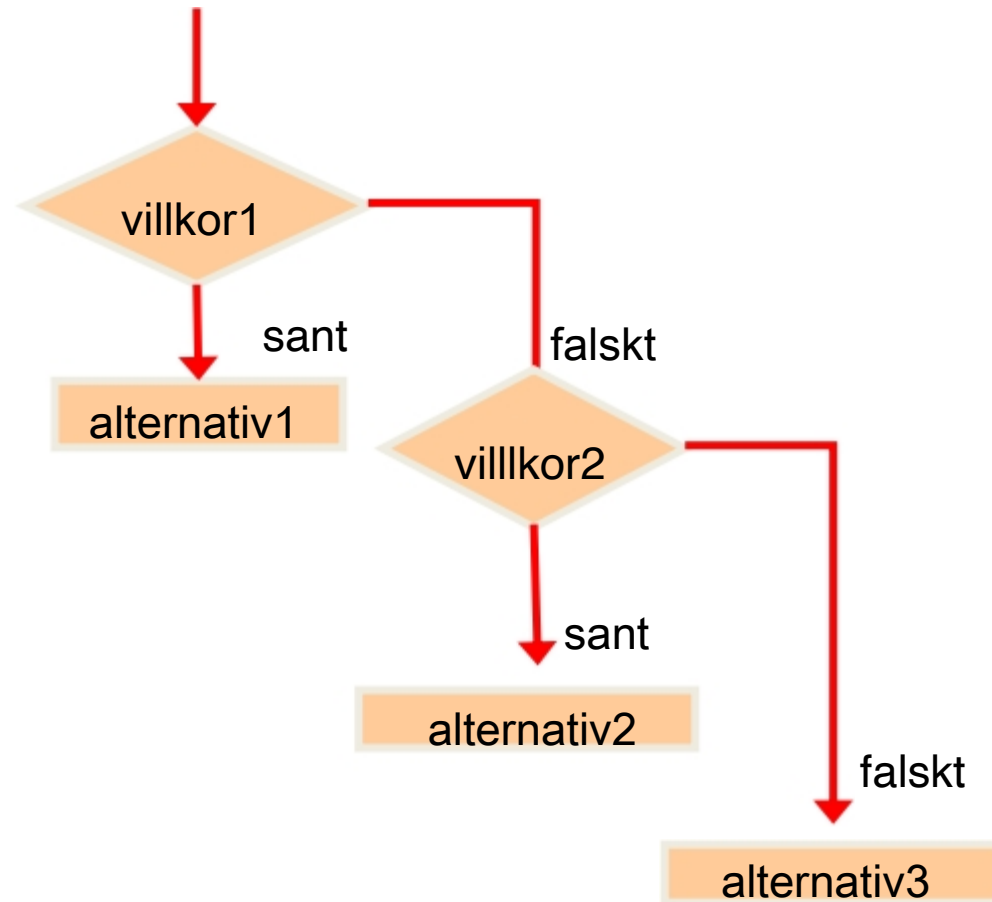 villkor1
sant
falskt
alternativ1
villlkor2
sant
alternativ2
falskt
alternativ3